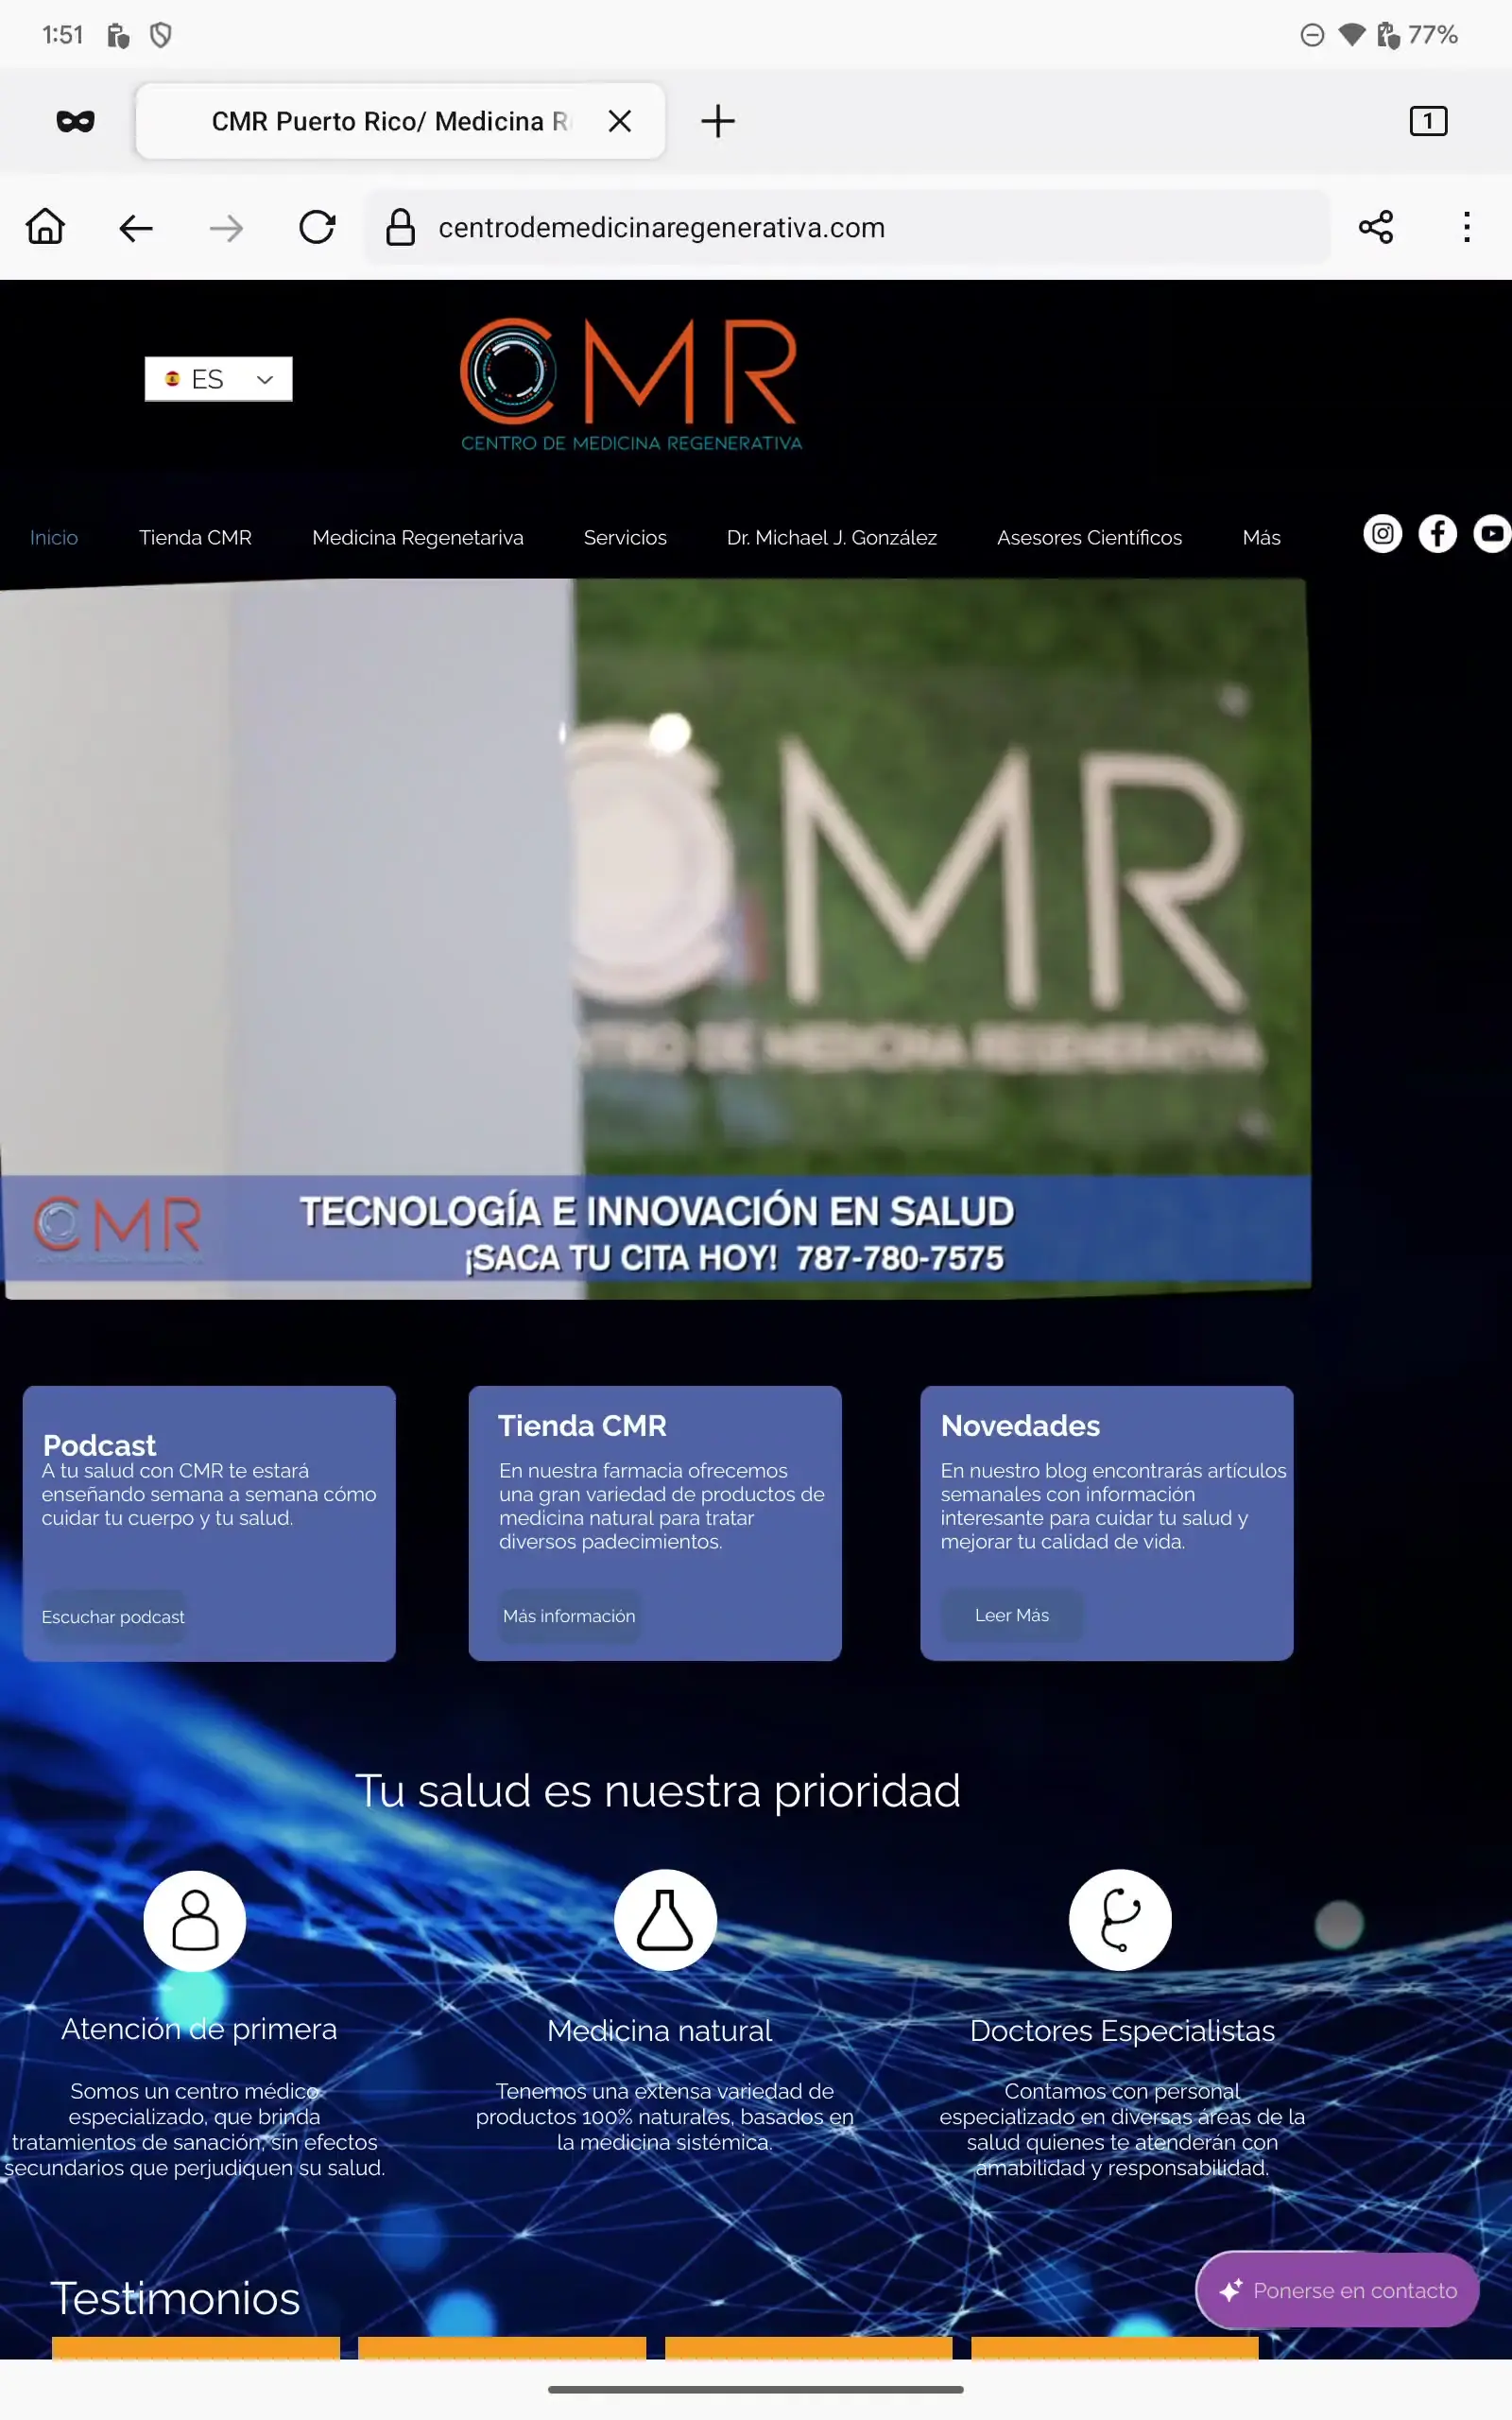 1:51
77%
CMR Puerto Rico/ Medicina R
1
centrodemedicinaregenerativa.com
ES
CMR
CENTRO DE MEDICINA REGENERATIVA
Inicio
Tienda CMR
Medicina Regenetariva
Servicios
Dr. Michael J. González
Asesores Científicos
Más
CMR
TRO DE MEDICINA REGENERATIVA
CMR
TECNOLOGÍA E INNOVACIÓN EN SALUD
¡SACA TU CITA HOY! 787-780-7575
Podcast
A tu salud con CMR te estará
enseñando semana a semana cómo
cuidar tu cuerpo y tu salud.
Escuchar podcast
Tienda CMR
En nuestra farmacia ofrecemos
una gran variedad de productos de
medicina natural para tratar
diversos padecimientos.
Más información
Novedades
En nuestro blog encontrarás artículos
semanales con información
interesante para cuidar tu salud y
mejorar tu calidad de vida.
Leer Más
Tu salud es nuestra prioridad
Atención de primera
Somos un centro médico
especializado, que brinda
tratamientos de sanación, sin efectos
secundarios que perjudiquen su salud.
Medicina natural
Tenemos una extensa variedad de
productos 100% naturales, basados en
la medicina sistémica.
Doctores Especialistas
Contamos con personal
especializado en diversas áreas de la
salud quienes te atenderán con
amabilidad y responsabilidad.
Testimonios
Ponerse en contacto